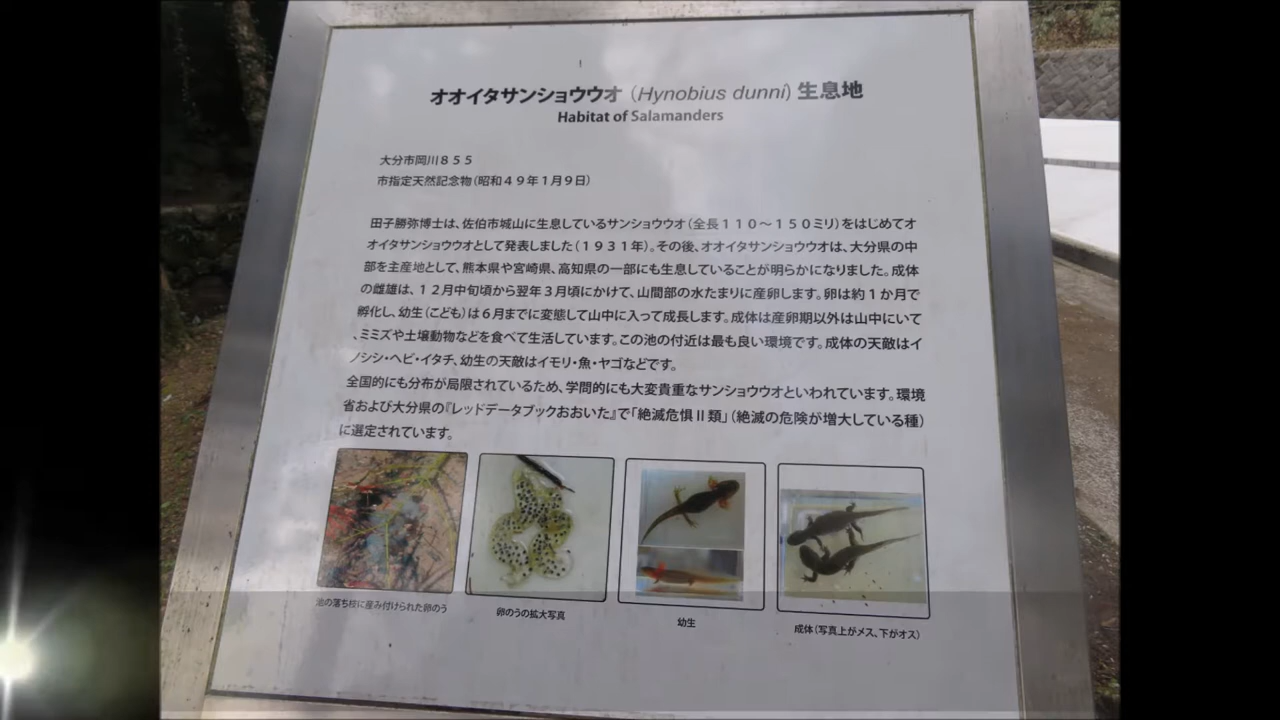 オオイタサンショウウオ（Hynobius dunni）生息地
Habitat of Salamanders
大分市岡川８５５
市指定天然記念物（昭和４９年１月９日）
田子勝弥博士は、佐伯市城山に生息しているサンショウウオ（全長１１０～１５０ミリ）をはじめてオ
オイタサンショウウオとして発表しました（１９３１年）。その後、オオイタサンショウウオは、大分県の中
部を主産地として、熊本県や宮崎県、高知県の一部にも生息していることが明らかになりました。成体
の雌雄は、１２月中旬頃から翌年３月頃にかけて、山間部の水たまりに産卵します。卵は約１か月で
孵化し、幼生（こども）は６月までに変態して山中に入って成長します。成体は産卵期以外は山中にいて
、ミミズや土壌動物などを食べて生活しています。この池の付近は最も良い環境です。成体の天敵はイ
ノシシ・ヘビ・イタチ、幼生の天敵はイモリ・魚・ヤゴなどです。
全国的にも分布が局限されているため、学問的にも大変貴重なサンショウウオといわれています。環境
省および大分県の『レッドデータブックおおいた』で「絶滅危惧Ⅱ類」（絶滅の危険が増大している種）
に選定されています。
池の落ち枝に産み付けられた卵のう
卵のうの拡大写真
幼生
成体（写真上がメス、下がオス）